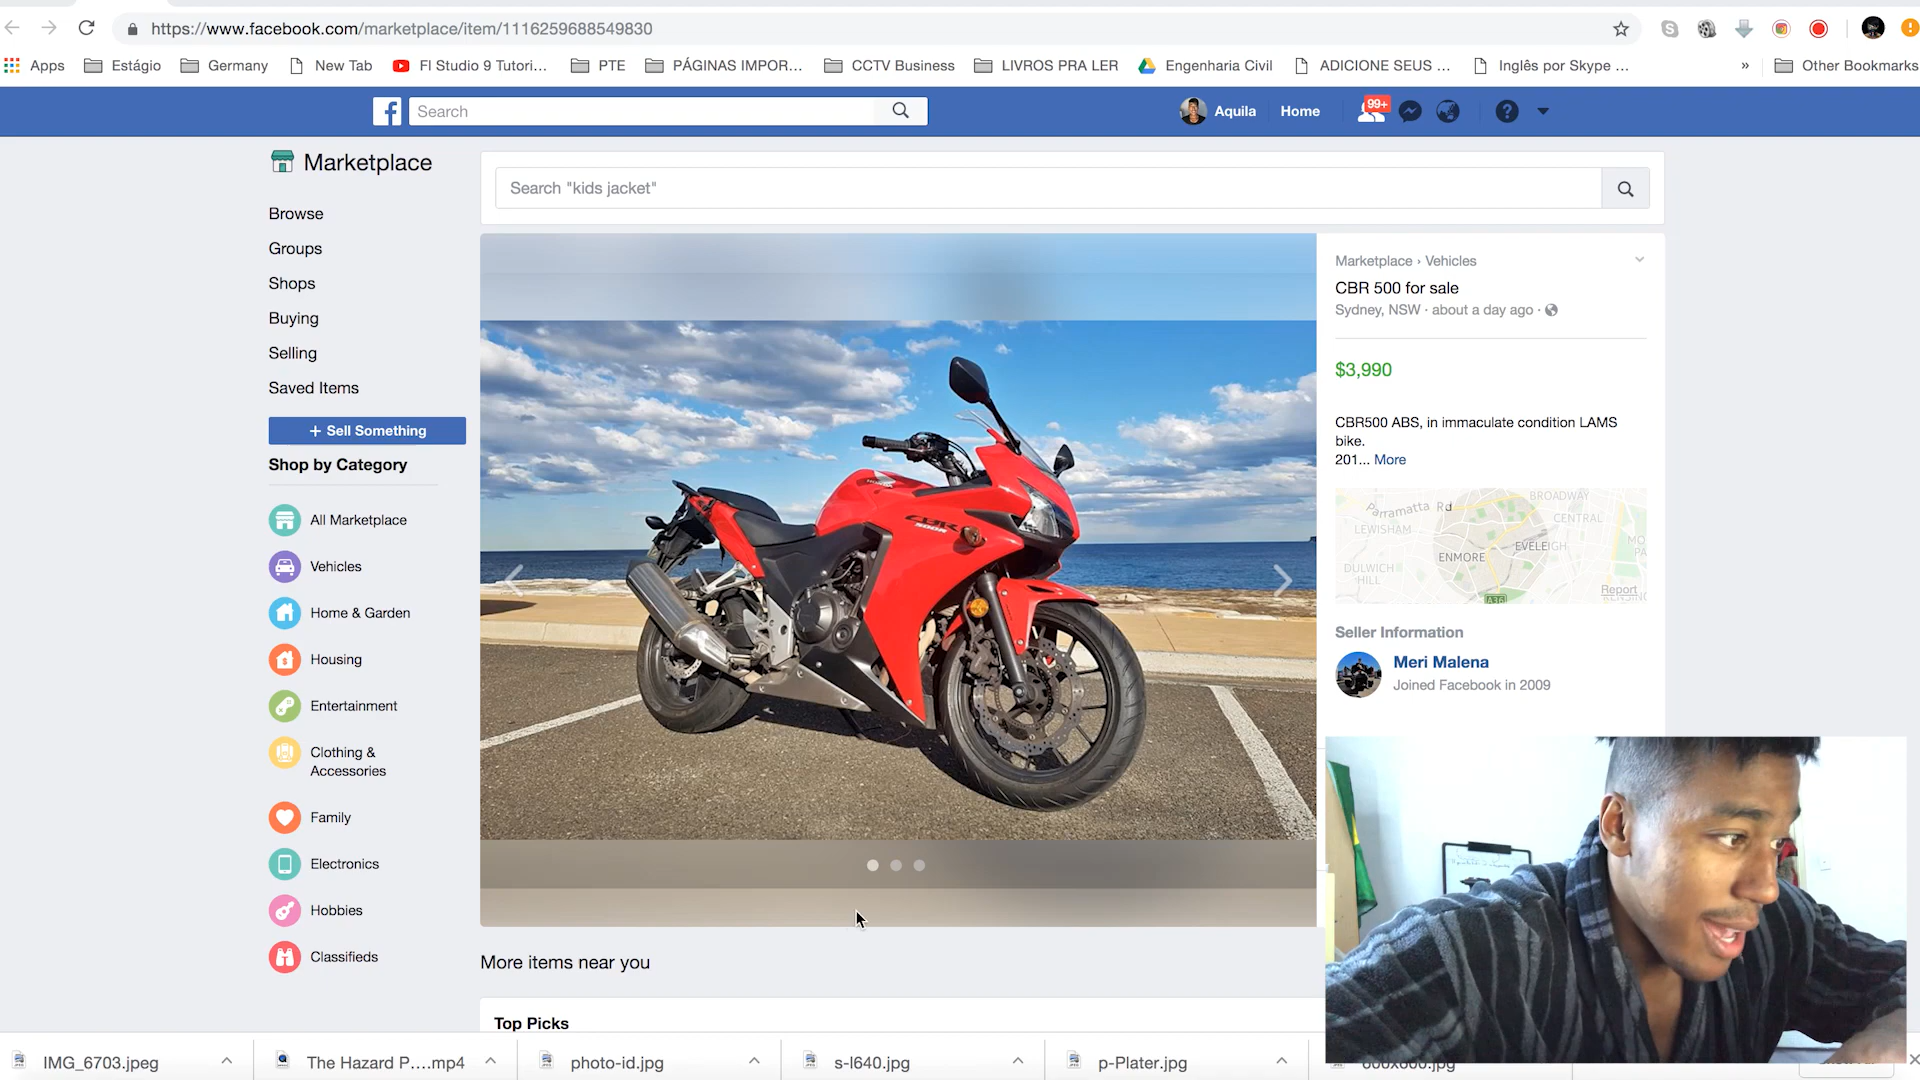 https://www.facebook.com/marketplace/item/1116259688549830
Apps
Estágio
Germany
New Tab
Fl Studio 9 Tutori...
PTE
PÁGINAS IMPOR...
CCTV Business
LIVROS PRA LER
Engenharia Civil
ADICIONE SEUS ...
Inglês por Skype ...
»
Other Bookmarks
Search
Aquila
Home
99+
Marketplace
Search "kids jacket"
Browse
Groups
Shops
Buying
Selling
Saved Items
+ Sell Something
Shop by Category
All Marketplace
Vehicles
Home & Garden
Housing
Entertainment
Clothing &
Accessories
Family
Electronics
Hobbies
Classifieds
HONDA
CBR
500R
Marketplace › Vehicles
CBR 500 for sale
Sydney, NSW · about a day ago ·
$3,990
CBR500 ABS, in immaculate condition LAMS
bike.
201... More
BROADWAY
Parramatta Rd
LEWISHAM
CENTRAL
ENMORE
EVELEIGH
DULWICH
HILL
Report
A36
Seller Information
Meri Malena
Joined Facebook in 2009
More items near you
Top Picks
IMG_6703.jpeg
The Hazard P....mp4
photo-id.jpg
s-l640.jpg
p-Plater.jpg